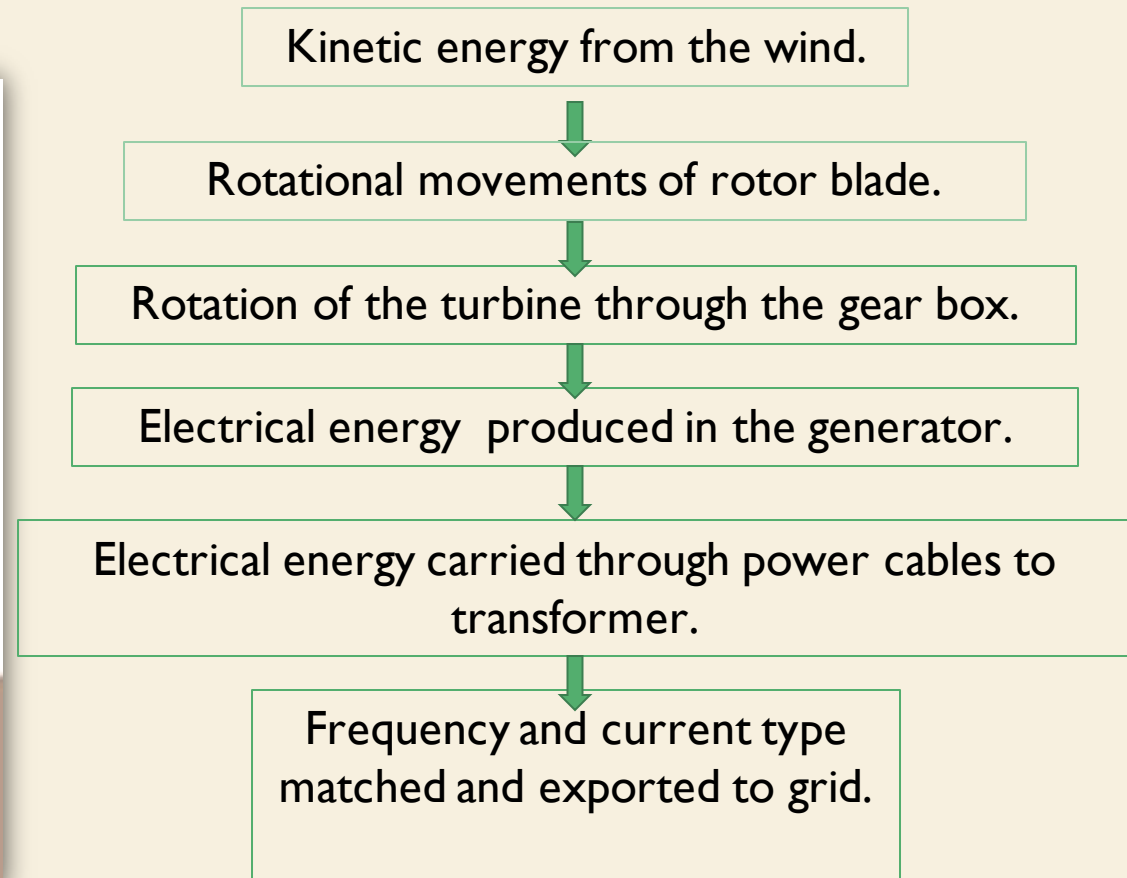 Kinetic energy from the wind.
Rotational movements of rotor blade.
Rotation of the turbine through the gear box.
Electrical energy  produced in the generator.
Electrical energy carried through power cables to
transformer.
Frequency and current type
matched and exported to grid.